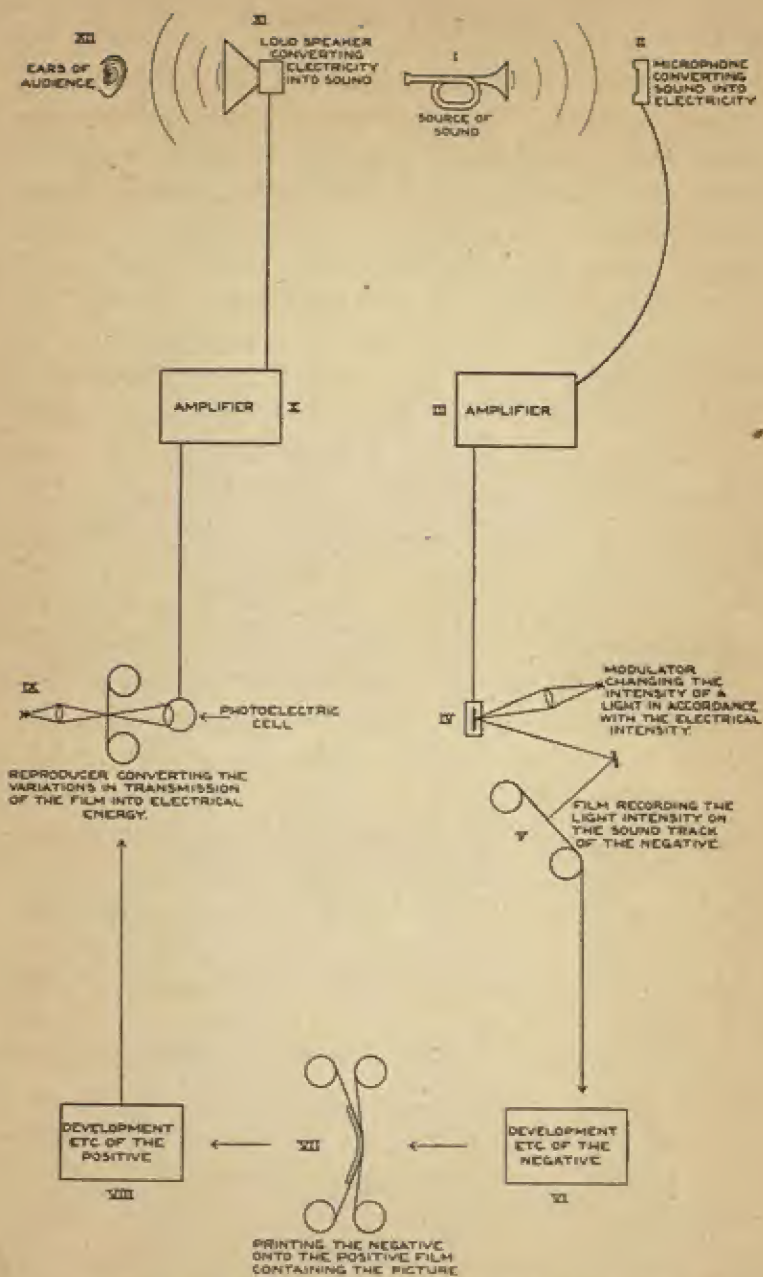 XII
EARS OF
AUDIENCE
XI
LOUD SPEAKER
CONVERTING
ELECTRICITY
INTO SOUND
I
SOURCE OF
SOUND
II
MICROPHONE
CONVERTING
SOUND INTO
ELECTRICITY
AMPLIFIER X
III AMPLIFIER
IX
PHOTOELECTRIC
CELL
REPRODUCER CONVERTING THE
VARIATIONS IN TRANSMISSION
OF THE FILM INTO ELECTRICAL
ENERGY.
IV
MODULATOR
CHANGING THE
INTENSITY OF A
LIGHT IN ACCORDANCE
WITH THE ELECTRICAL
INTENSITY.
V
FILM RECORDING THE
LIGHT INTENSITY ON
THE SOUND TRACK
OF THE NEGATIVE
DEVELOPMENT
ETC OF THE
POSITIVE
VIII
VII
DEVELOPMENT
ETC OF THE
NEGATIVE
VI
PRINTING THE NEGATIVE
ONTO THE POSITIVE FILM
CONTAINING THE PICTURE